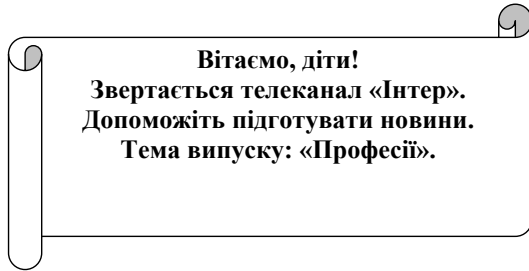 Вітаємо, діти!
Звертається телеканал «Інтер».
Допоможіть підготувати новини.
Тема випуску: «Професії».